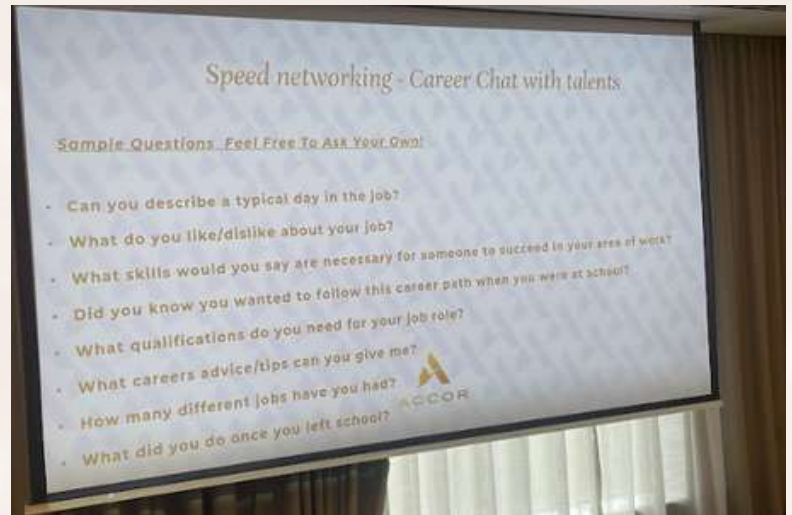 Speed networking - Career Chat with talents
Sample Questions Feel Free To Ask Your Own!
• Can you describe a typical day in the job?
• What do you like/dislike about your job?
• What skills would you say are necessary for someone to succeed in your area of work?
• Did you know you wanted to follow this career path when you were at school?
• What qualifications do you need for your job role?
• What careers advice/tips can you give me?
• How many different jobs have you had?
ACCOR
• What did you do once you left school?